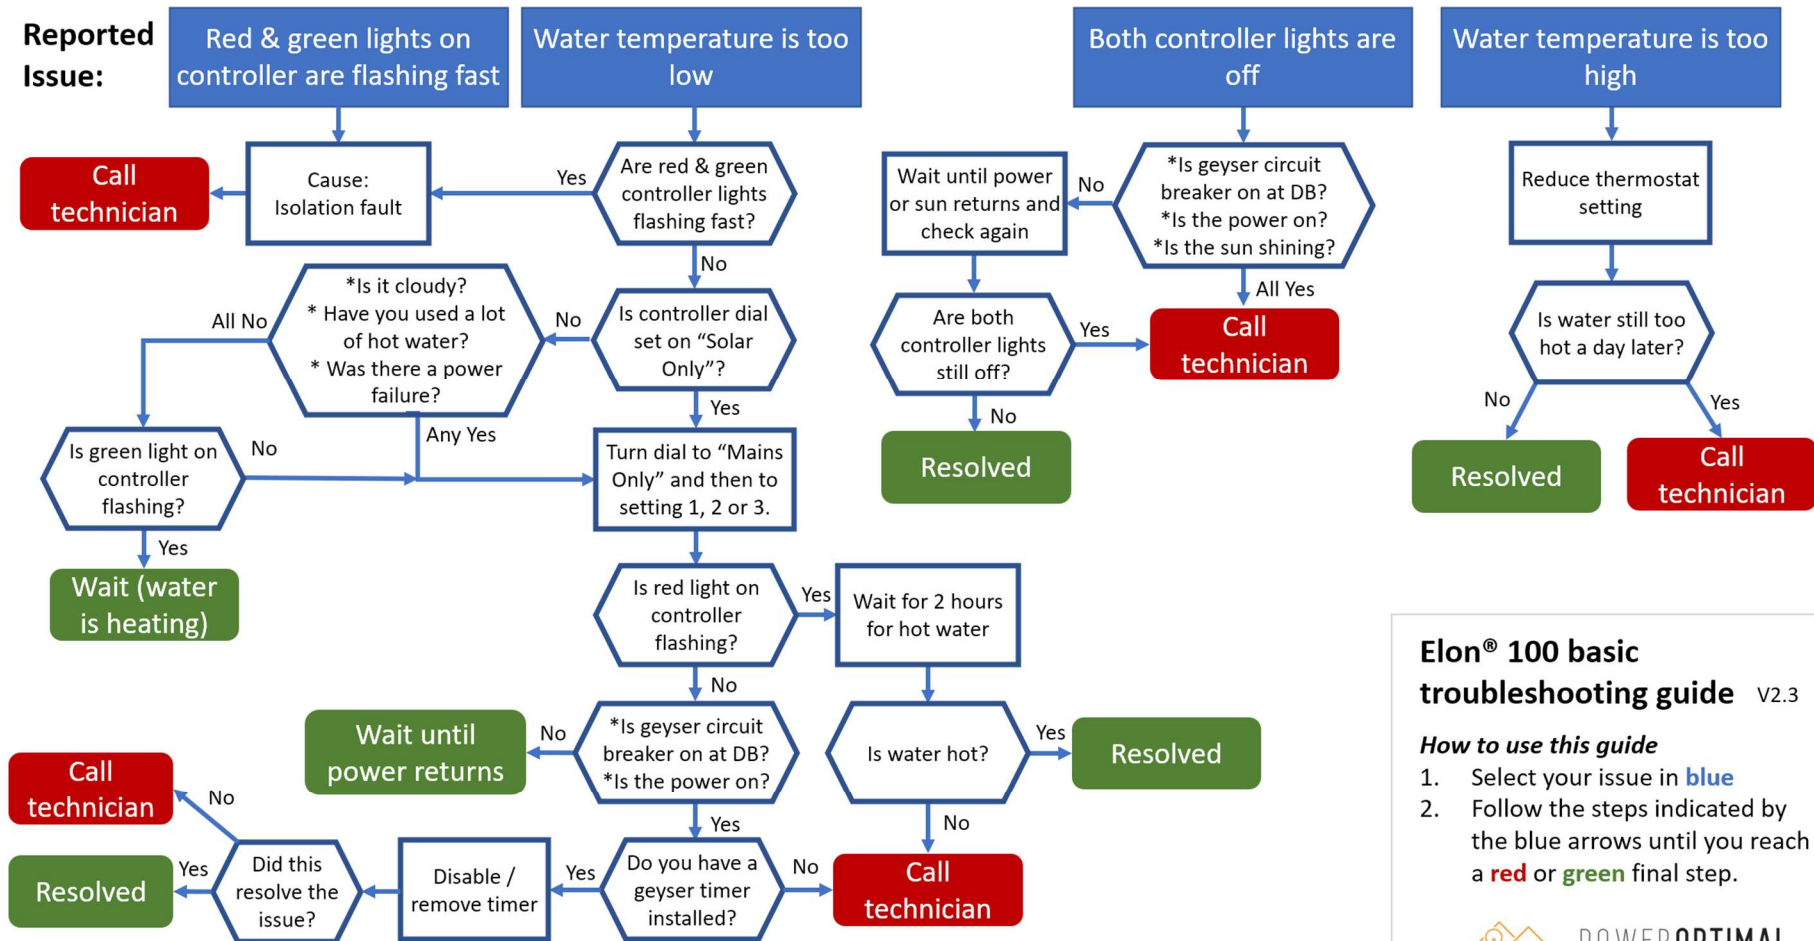 Reported
Issue:
Red & green lights on
controller are flashing fast
Water temperature is too
low
Both controller lights are
off
Water temperature is too
high
Call
technician
Cause:
Isolation fault
Yes
Are red & green
controller lights
flashing fast?
No
Wait until power
or sun returns and
check again
No
*Is geyser circuit
breaker on at DB?
*Is the power on?
*Is the sun shining?
All Yes
Reduce thermostat
setting
*Is it cloudy?
* Have you used a lot
of hot water?
* Was there a power
failure?
All No
No
Is controller dial
set on “Solar
Only”?
Yes
Any Yes
Are both
controller lights
still off?
Yes
Call
technician
No
Resolved
Is water still too
hot a day later?
No
Yes
Resolved
Call
technician
Is green light on
controller
flashing?
No
Yes
Wait (water
is heating)
Turn dial to “Mains
Only” and then to
setting 1, 2 or 3.
Is red light on
controller
flashing?
Yes
Wait for 2 hours
for hot water
No
Wait until
power returns
No
*Is geyser circuit
breaker on at DB?
*Is the power on?
Yes
Is water hot?
Yes
Resolved
No
Call
technician
No
Resolved
Yes
Did this
resolve the
issue?
Disable /
remove timer
Yes
Do you have a
geyser timer
installed?
No
Call
technician
Elon® 100 basic
troubleshooting guide V2.3
How to use this guide
1. Select your issue in blue
2. Follow the steps indicated by
the blue arrows until you reach
a red or green final step.
POWEROPTIMAL